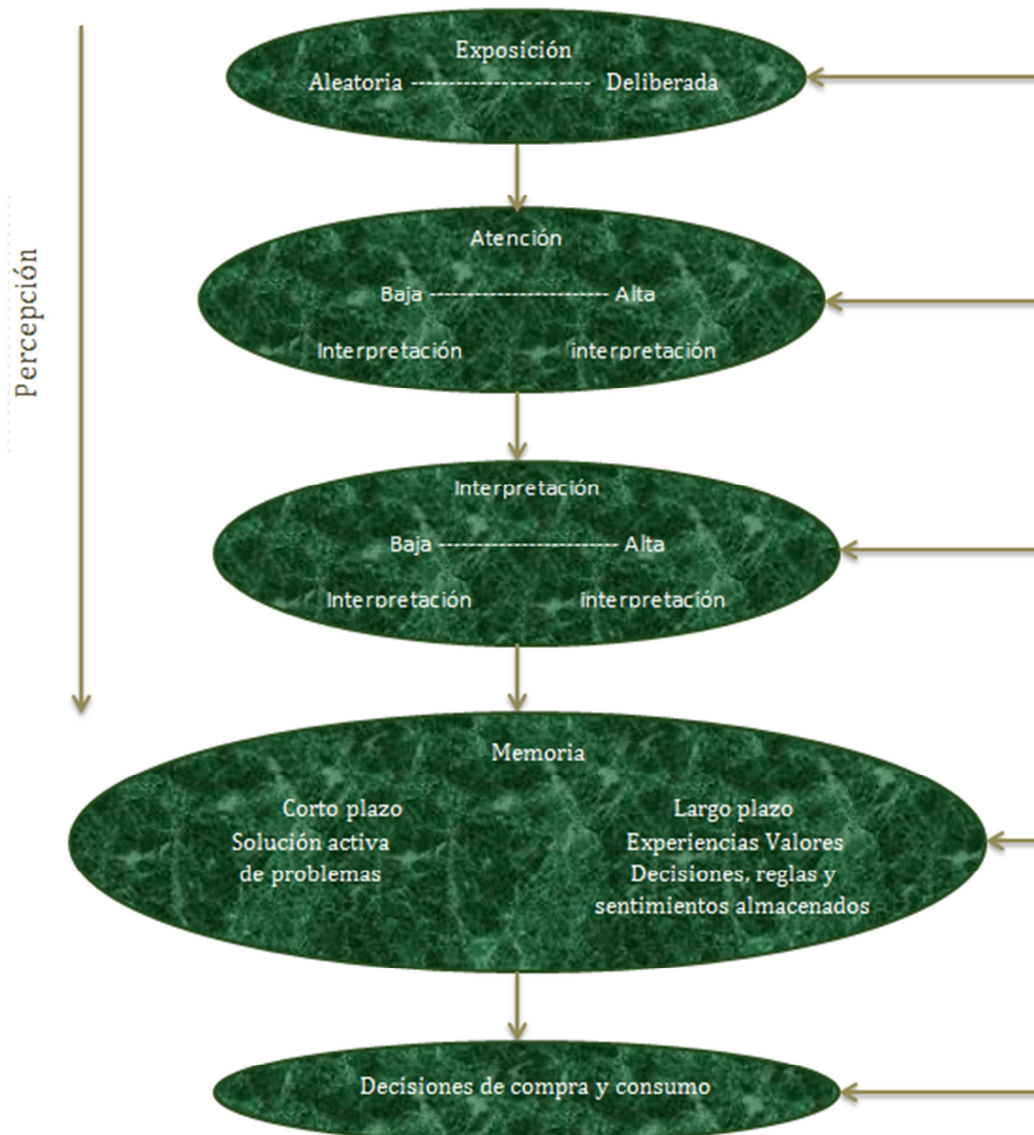 Percepción
Exposición
Aleatoria ----------------------- Deliberada
Atención
Baja ----------------------- Alta
Interpretación interpretación
Interpretación
Baja ----------------------- Alta
Interpretación interpretación
Memoria
Corto plazo Largo plazo
Solución activa Experiencias Valores
de problemas Decisiones, reglas y
sentimientos almacenados
Decisiones de compra y consumo